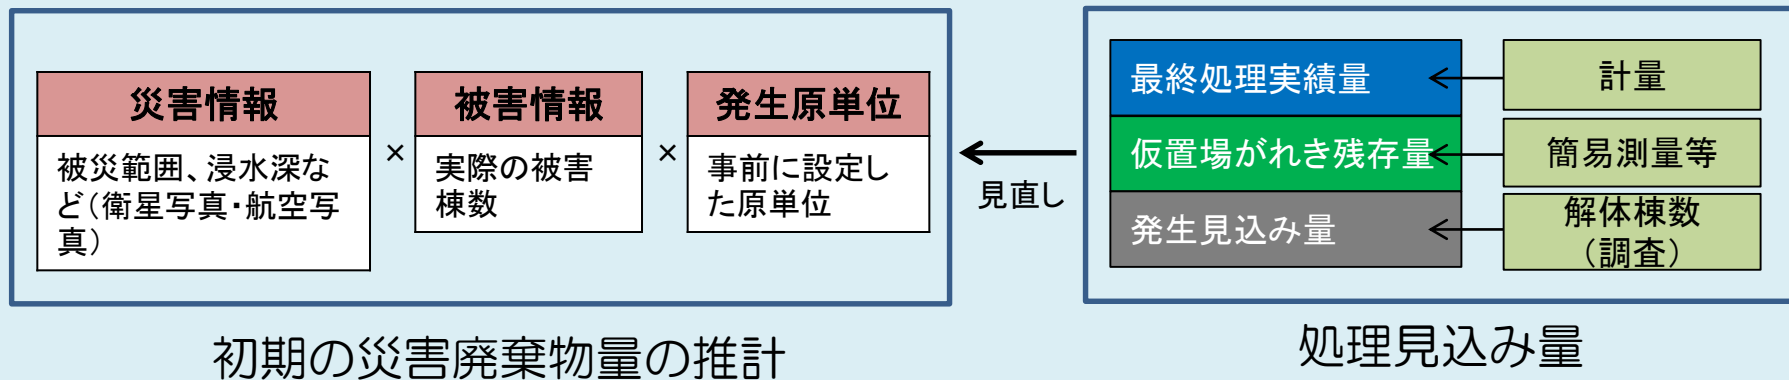 災害情報
被災範囲、浸水深な
ど(衛星写真・航空写
真)
×
被害情報
実際の被害
棟数
×
発生原単位
事前に設定し
た原単位
初期の災害廃棄物量の推計
見直し
最終処理実績量
計量
仮置場がれき残存量
簡易測量等
発生見込み量
解体棟数
(調査)
処理見込み量